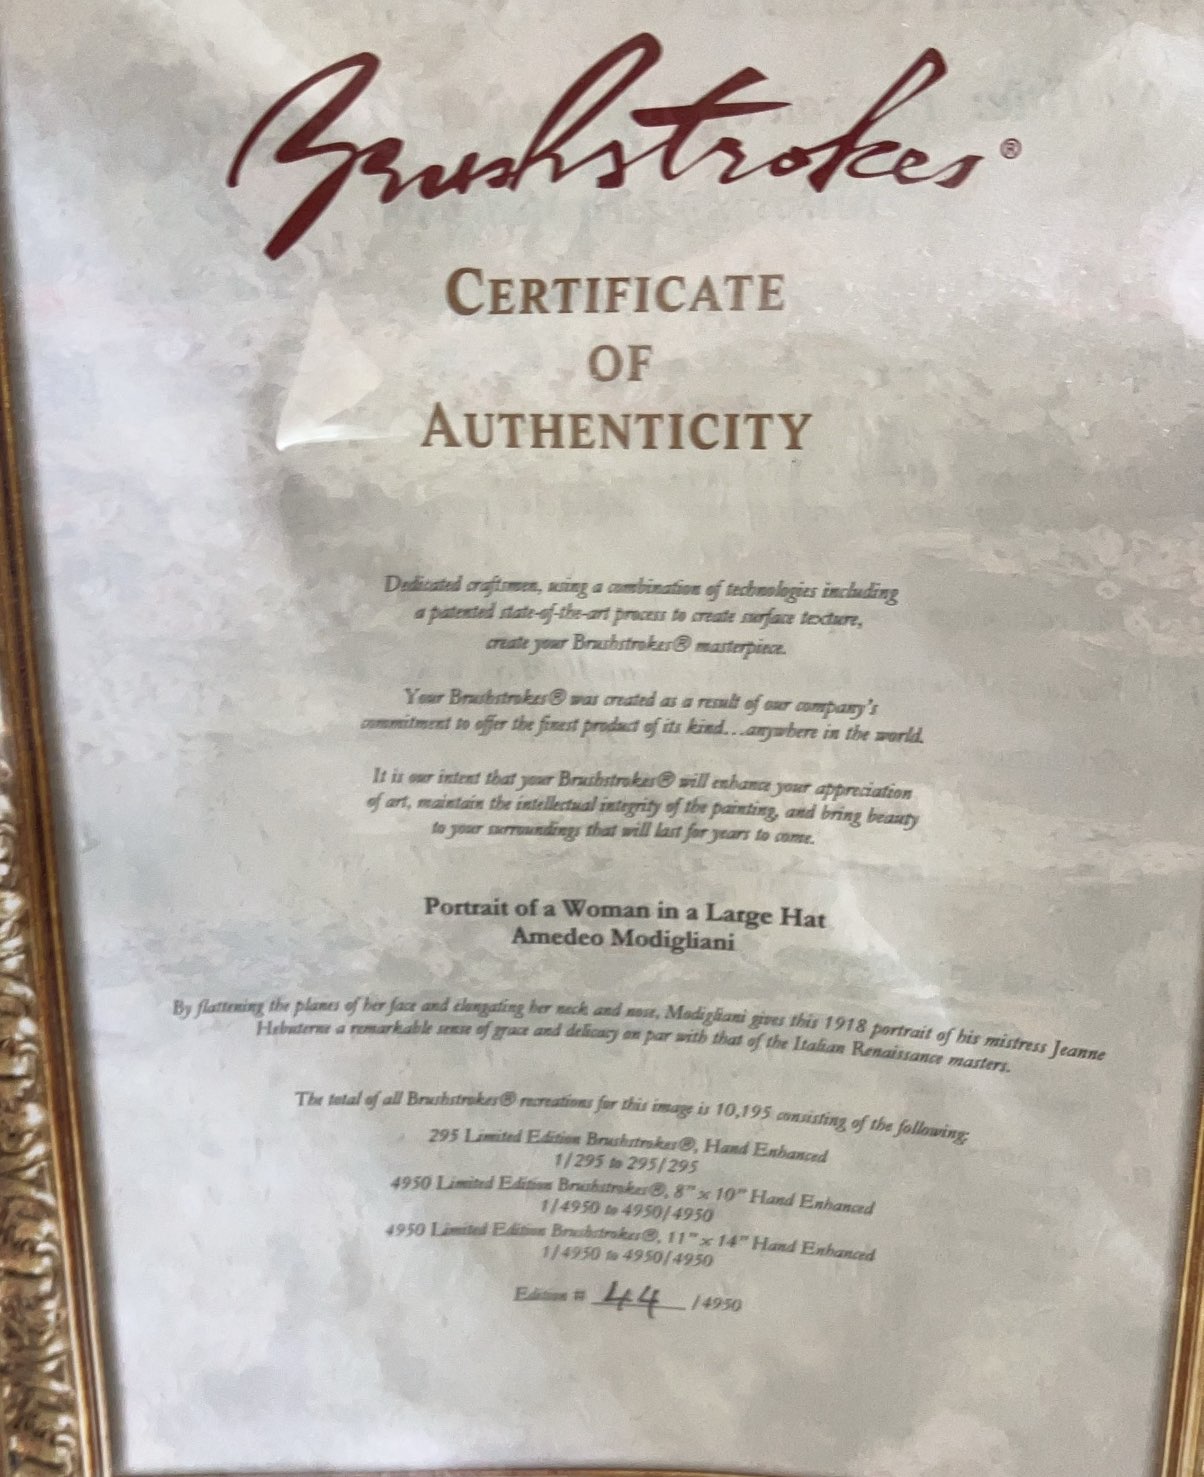 Brushstrokes®
CERTIFICATE
OF
AUTHENTICITY
Dedicated craftsmen, using a combination of technologies including
a patented state-of-the-art process to create surface texture,
create your Brushstrokes® masterpiece.
Your Brushstrokes® was created as a result of our company's
commitment to offer the finest product of its kind...anywhere in the world.
It is our intent that your Brushstrokes® will enhance your appreciation
of art, maintain the intellectual integrity of the painting, and bring beauty
to your surroundings that will last for years to come.
Portrait of a Woman in a Large Hat
Amedeo Modigliani
By flattening the planes of her face and elongating her neck and nose, Modigliani gives this 1918 portrait of his mistress Jeanne
Hebuterne a remarkable sense of grace and delicacy on par with that of the Italian Renaissance masters.
The total of all Brushstrokes® recreations for this image is 10,195 consisting of the following:
295 Limited Edition Brushstrokes®, Hand Enhanced
1/295 to 295/295
4950 Limited Edition Brushstrokes®, 8" x 10" Hand Enhanced
1/4950 to 4950/4950
4950 Limited Edition Brushstrokes®, 11" x 14" Hand Enhanced
1/4950 to 4950/4950
Edition # 44 /4950